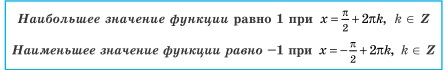 Наибольшее значение функции равно 1 при x = π/2 + 2πk, k ∈ Z
Наименьшее значение функции равно −1 при x = −π/2 + 2πk, k ∈ Z